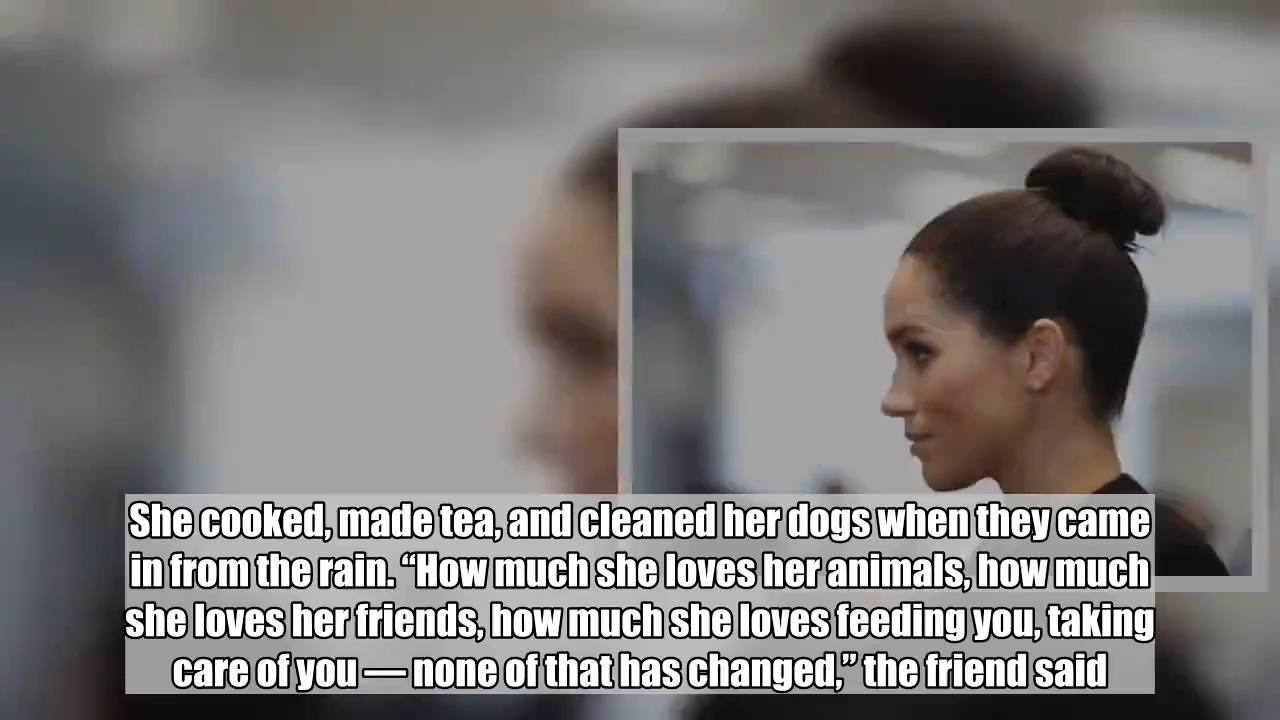 She cooked, made tea, and cleaned her dogs when they came
in from the rain. “How much she loves her animals, how much
she loves her friends, how much she loves feeding you, taking
care of you — none of that has changed,” the friend said